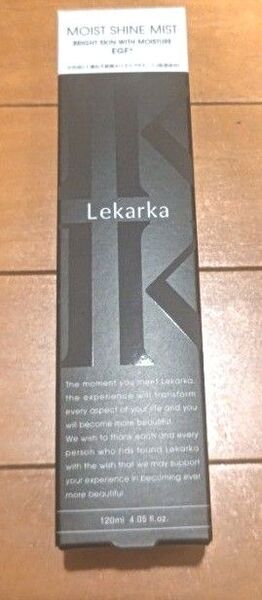 MOIST SHINE MIST
BRIGHT SKIN WITH MOISTURE
EGF*
Lekarka
The moment you meet Lekarka,
the experience will transform
every aspect of your life and you
will become more beautiful.
We wish to thank each and every
person who has found Lekarka
with the wish that we may support
your experience in becoming ever
more beautiful.
120ml 4.05 fl.oz.